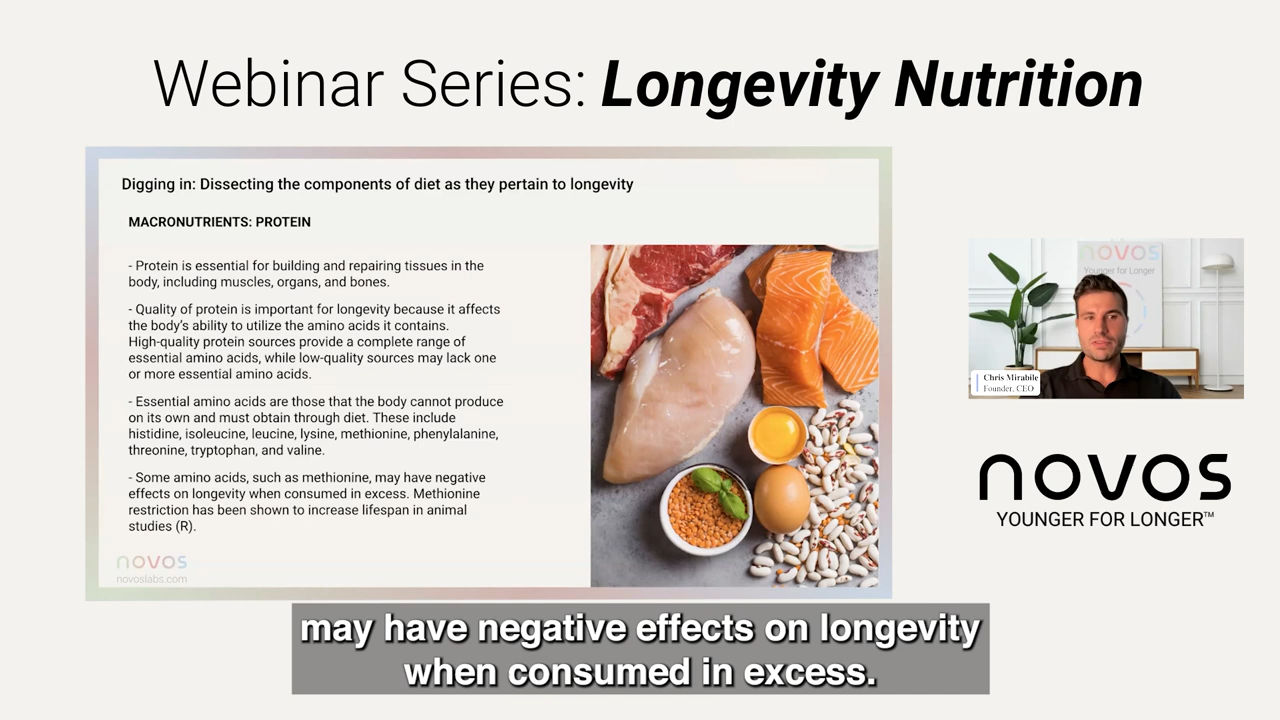 Webinar Series: Longevity Nutrition
Digging in: Dissecting the components of diet as they pertain to longevity
MACRONUTRIENTS: PROTEIN
- Protein is essential for building and repairing tissues in the
body, including muscles, organs, and bones.
- Quality of protein is important for longevity because it affects
the body's ability to utilize the amino acids it contains.
High-quality protein sources provide a complete range of
essential amino acids, while low-quality sources may lack one
or more essential amino acids.
- Essential amino acids are ones that the body cannot produce
on its own and must obtain through diet. These include
histidine, isoleucine, leucine, lysine, methionine, phenylalanine,
threonine, tryptophan, and valine.
- Some amino acids, such as methionine, may have negative
effects on longevity when consumed in excess. Methionine
restriction has been shown to increase lifespan in animal
studies (R).
novos
novoslabs.com
novos
Younger for Longer
Chris Mirabile
Founder, CEO
novos
YOUNGER FOR LONGER™
may have negative effects on longevity
when consumed in excess.